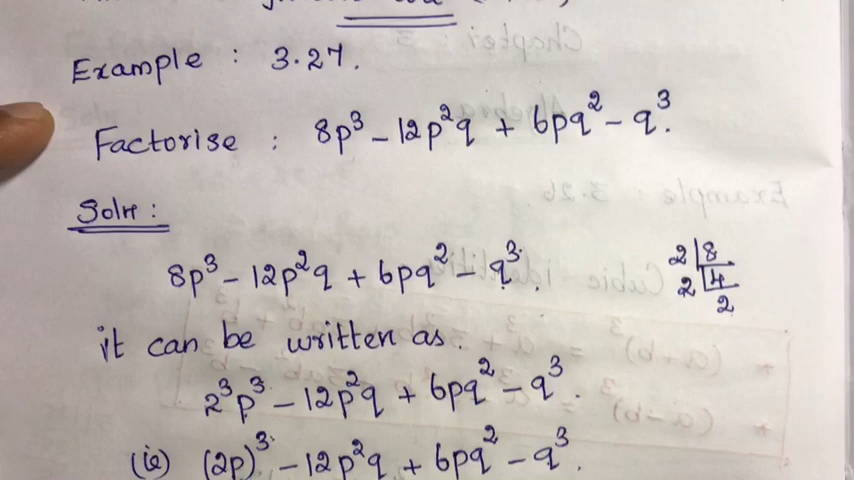 Example : 3.27.
Factorise : 8p³ - 12p²q + 6pq² - q³.
Soln :
8p³ - 12p²q + 6pq² - q³.
2|8
2|4
2
it can be written as.
2³p³ - 12p²q + 6pq² - q³.
(ie) (2p)³ - 12p²q + 6pq² - q³.